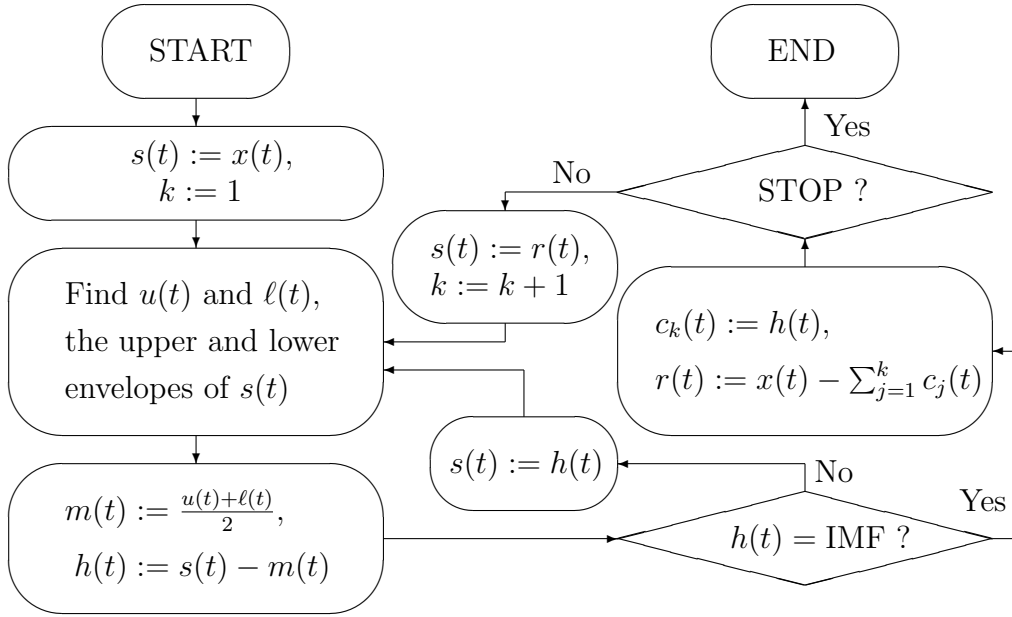 START
s(t) := x(t),
k := 1
Find u(t) and ℓ(t),
the upper and lower
envelopes of s(t)
m(t) := \frac{u(t)+ℓ(t)}{2},
h(t) := s(t) − m(t)
h(t) = IMF ?
No
Yes
s(t) := h(t)
c_k(t) := h(t),
r(t) := x(t) − ∑_{j=1}^{k} c_j(t)
STOP ?
No
Yes
s(t) := r(t),
k := k + 1
END